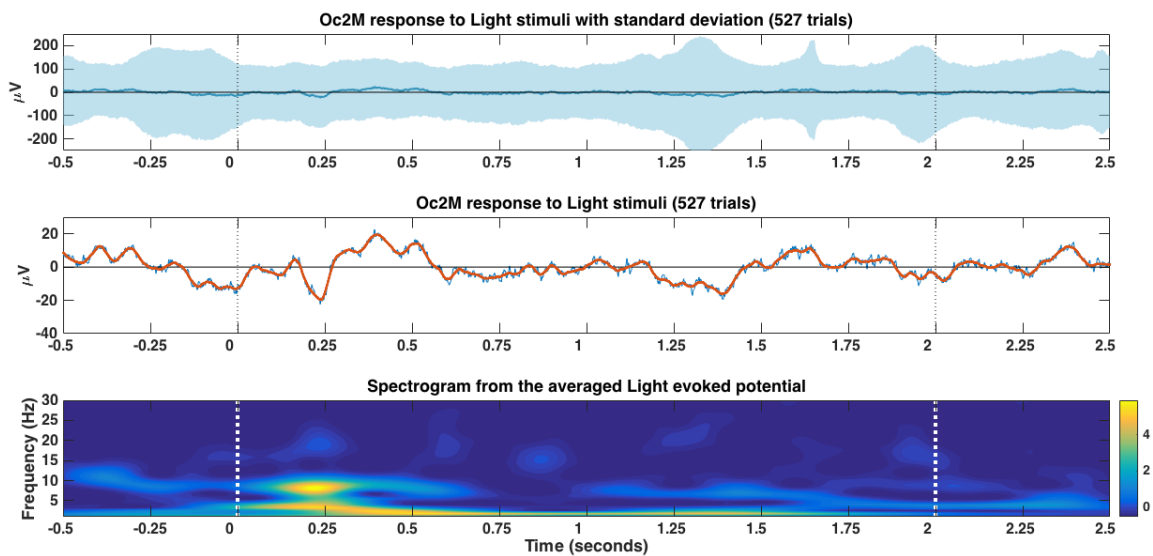 Oc2M response to Light stimuli with standard deviation (527 trials)
200
100
0
-100
-200
μV
-0.5 -0.25 0 0.25 0.5 0.75 1 1.25 1.5 1.75 2 2.25 2.5
Oc2M response to Light stimuli (527 trials)
20
0
-20
-40
μV
-0.5 -0.25 0 0.25 0.5 0.75 1 1.25 1.5 1.75 2 2.25 2.5
Spectrogram from the averaged Light evoked potential
30
25
20
15
10
5
Frequency (Hz)
4
2
0
-0.5 -0.25 0 0.25 0.5 0.75 1 1.25 1.5 1.75 2 2.25 2.5
Time (seconds)